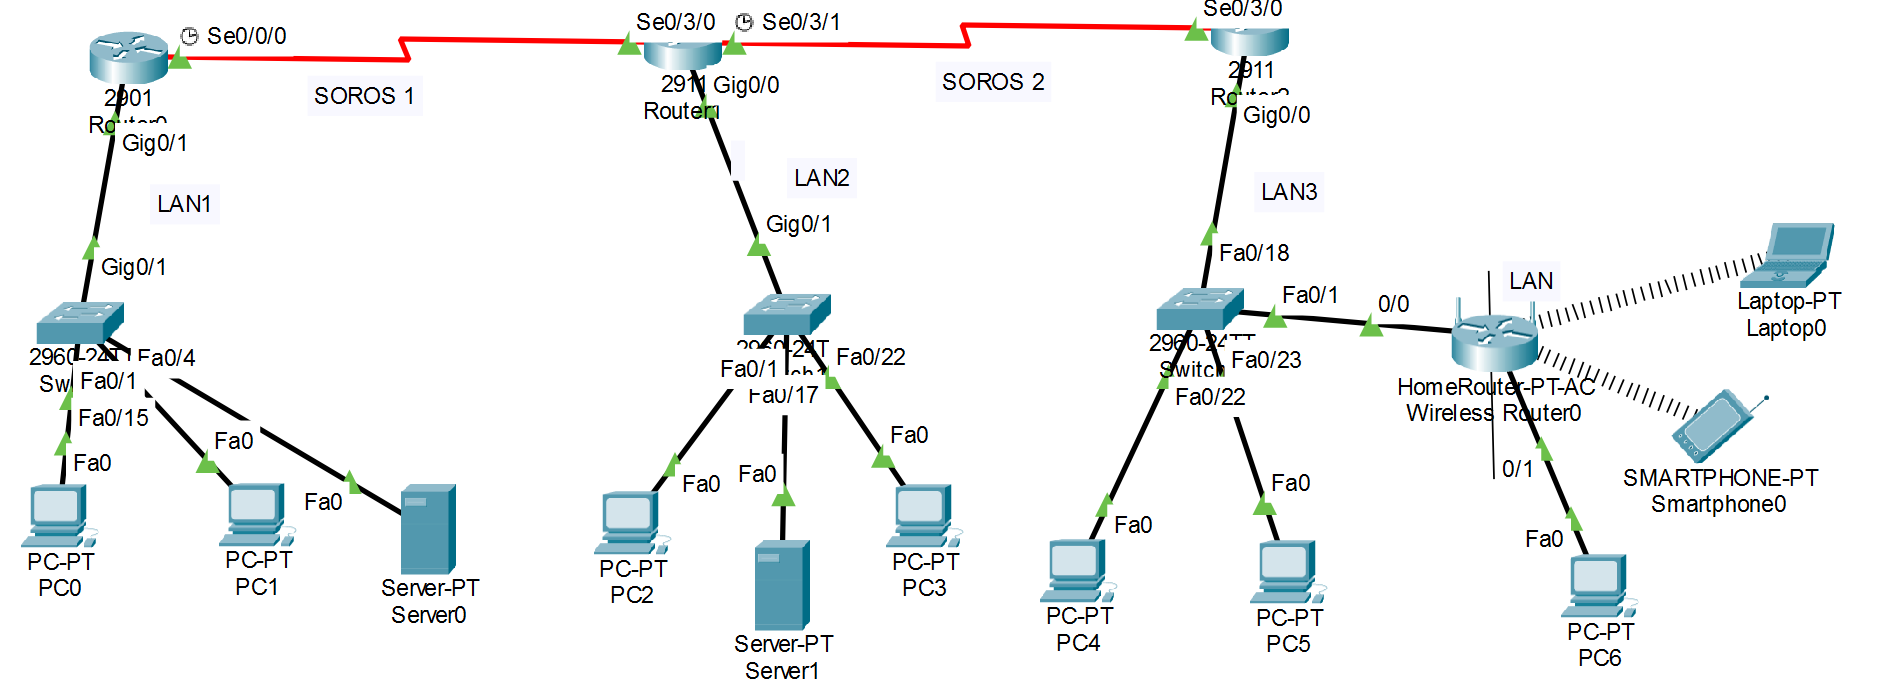 Se0/0/0
SOROS 1
Se0/3/0
Se0/3/1
SOROS 2
Se0/3/0
2901
Gig0/1
LAN1
Gig0/1
2911
Router1
Gig0/0
LAN2
Gig0/1
2911
Gig0/0
LAN3
Fa0/18
Fa0/4
Fa0/1
Fa0/15
Fa0
Fa0
Fa0
PC-PT
PC0
PC-PT
PC1
Server-PT
Server0
Fa0/1
Fa0/17
Fa0/22
Fa0
Fa0
Fa0
PC-PT
PC2
Server-PT
Server1
PC-PT
PC3
Switch
Fa0/23
Fa0/22
Fa0/1
0/0
Fa0
Fa0
PC-PT
PC4
PC-PT
PC5
LAN
HomeRouter-PT-AC
Wireless Router0
0/1
Fa0
PC-PT
PC6
Laptop-PT
Laptop0
SMARTPHONE-PT
Smartphone0